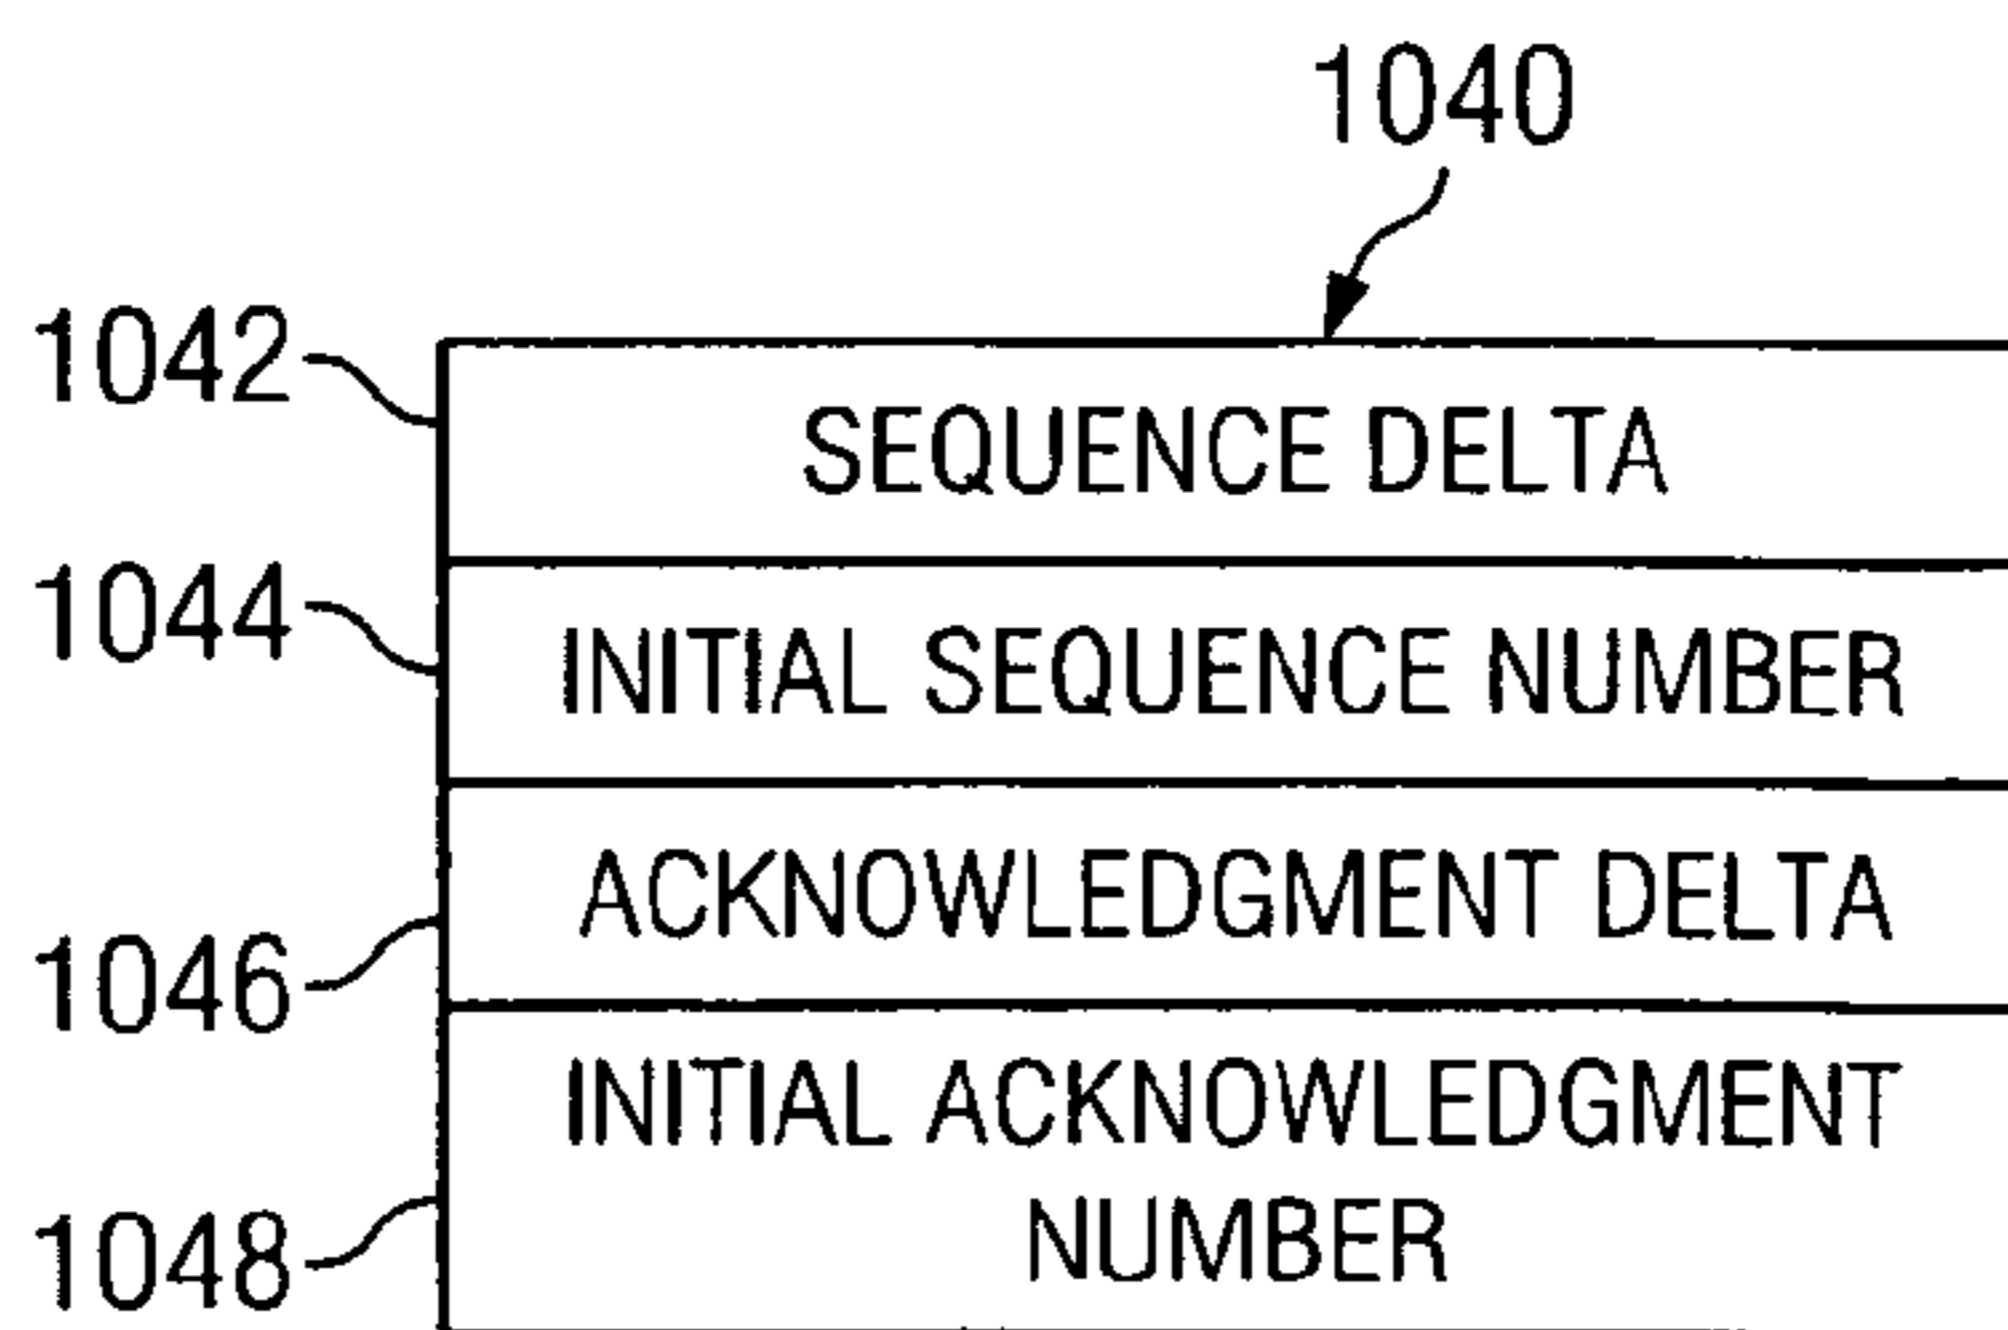 1040
1042
SEQUENCE DELTA
1044
INITIAL SEQUENCE NUMBER
ACKNOWLEDGMENT DELTA
1046
INITIAL ACKNOWLEDGMENT
NUMBER
1048